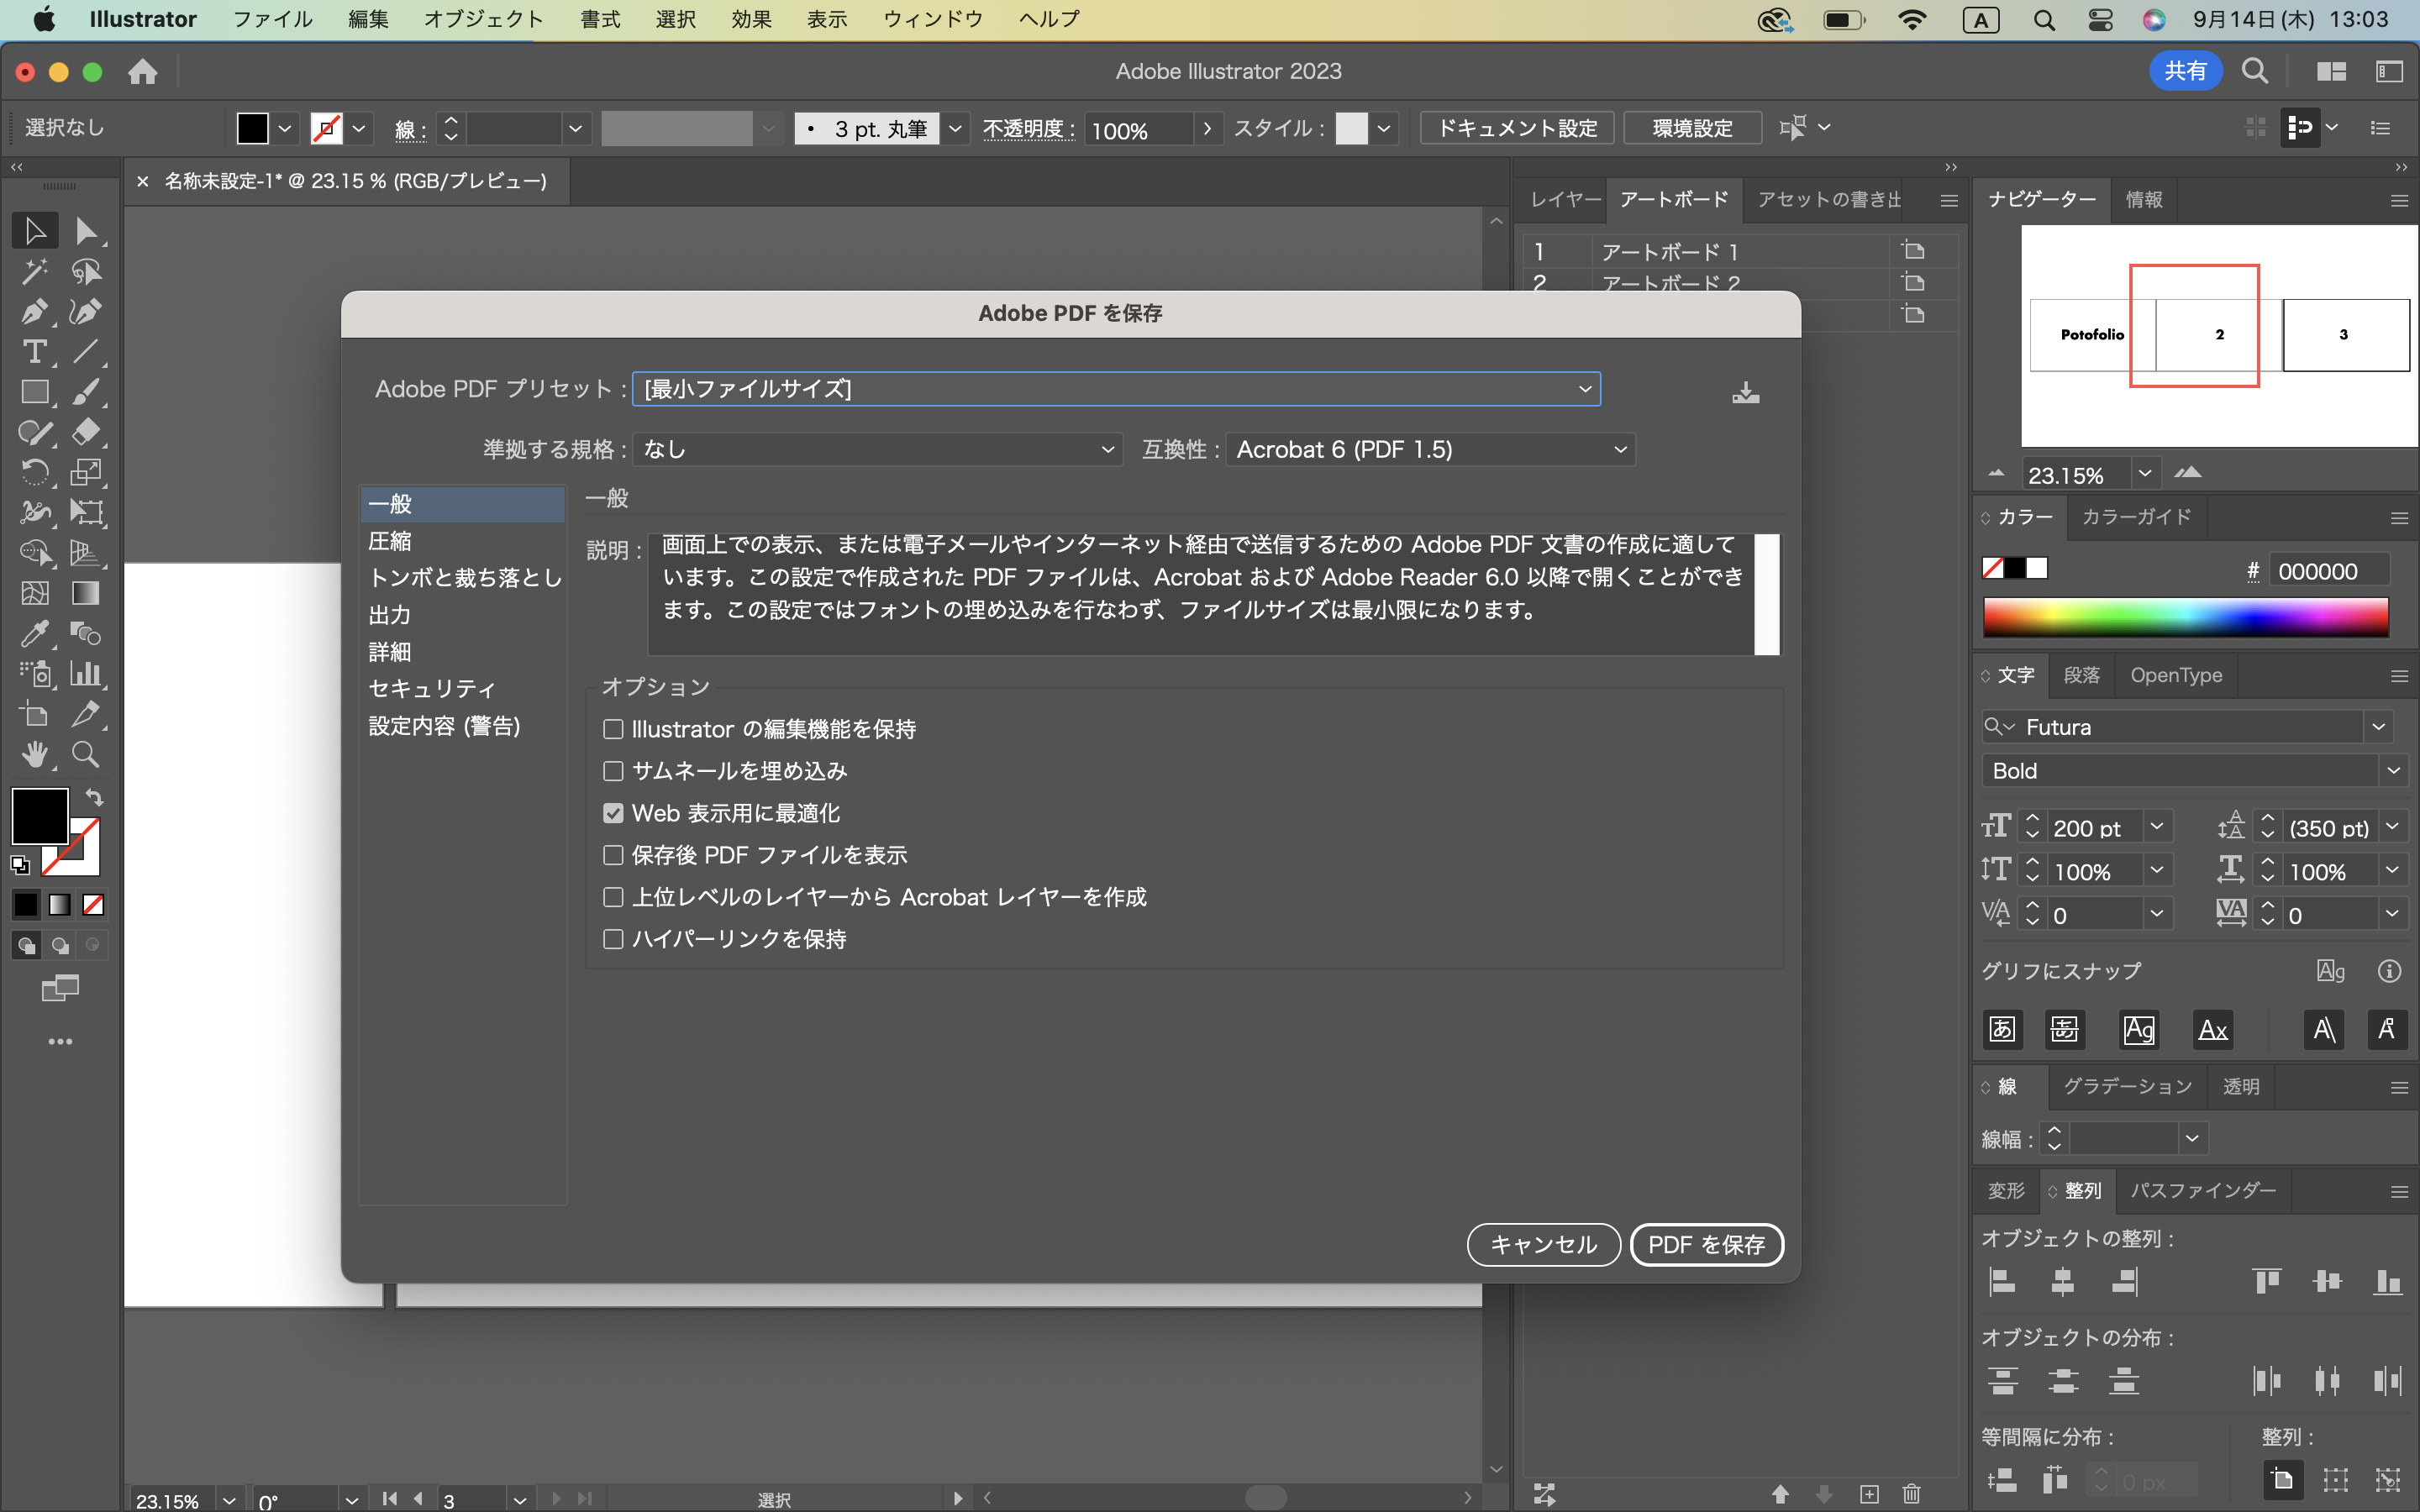 Illustrator ファイル 編集 オブジェクト 書式 選択 効果 表示 ウィンドウ ヘルプ A 9月14日(木) 13:03
Adobe Illustrator 2023 共有
選択なし 線: • 3 pt. 丸筆 不透明度: 100% スタイル: ドキュメント設定 環境設定
× 名称未設定-1* @ 23.15 % (RGB/プレビュー)
レイヤー アートボード アセットの書き出
1 アートボード 1
2 アートボード 2
ナビゲーター 情報
Potofolio 2 3
23.15%
Adobe PDF を保存
Adobe PDF プリセット: [最小ファイルサイズ]
準拠する規格: なし 互換性: Acrobat 6 (PDF 1.5)
一般
圧縮
トンボと裁ち落とし
出力
詳細
セキュリティ
設定内容 (警告)
一般
説明: 画面上での表示、または電子メールやインターネット経由で送信するための Adobe PDF 文書の作成に適して
います。この設定で作成された PDF ファイルは、Acrobat および Adobe Reader 6.0 以降で開くことができ
ます。この設定ではフォントの埋め込みを行なわず、ファイルサイズは最小限になります。
オプション
Illustrator の編集機能を保持
サムネールを埋め込み
Web 表示用に最適化
保存後 PDF ファイルを表示
上位レベルのレイヤーから Acrobat レイヤーを作成
ハイパーリンクを保持
キャンセル PDF を保存
カラー カラーガイド
# 000000
文字 段落 OpenType
Futura
Bold
200 pt (350 pt)
100% 100%
0 0
グリフにスナップ
線 グラデーション 透明
線幅:
変形 整列 パスファインダー
オブジェクトの整列:
オブジェクトの分布:
等間隔に分布: 整列:
0 px
23.15% 0° 3 選択